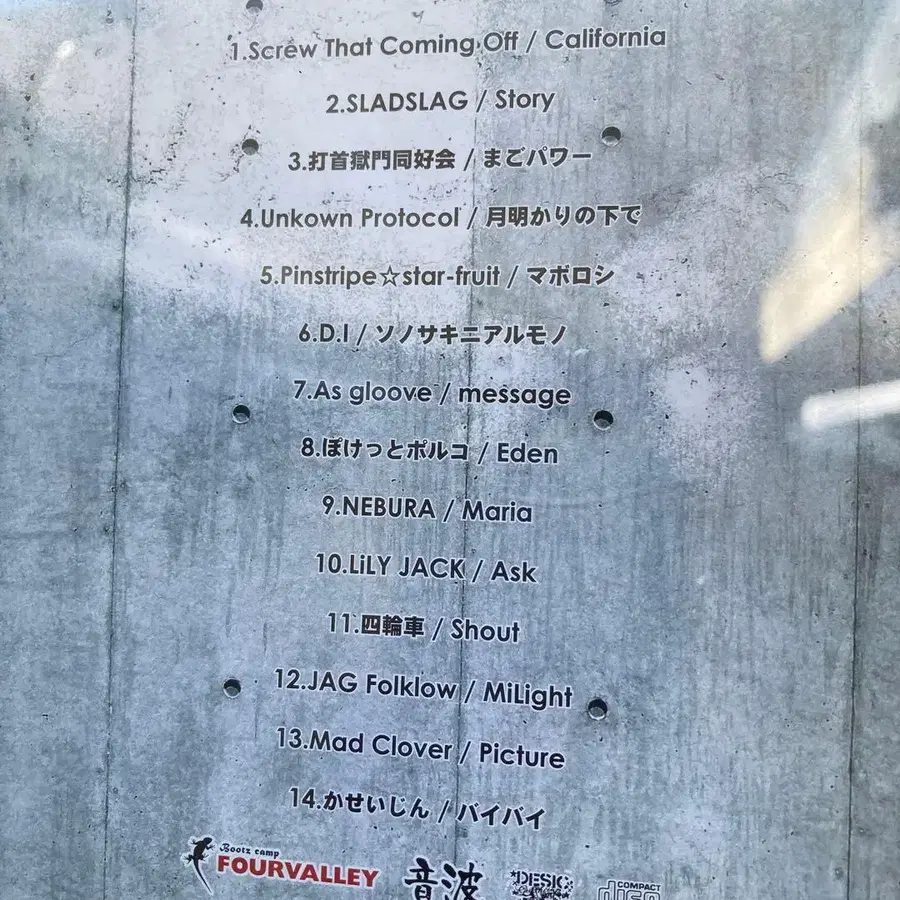 1.Screw That Coming Off / California
2.SLADSLAG / Story
3.打首獄門同好会 / まごパワー
4.Unkown Protocol / 月明かりの下で
5.Pinstripe☆star-fruit / マボロシ
6.D.I / ソノサキニアルモノ
7.As gloove / message
8.ぽけっとポルコ / Eden
9.NEBURA / Maria
10.LiLY JACK / Ask
11.四輪車 / Shout
12.JAG Folklow / MiLight
13.Mad Clover / Picture
14.かせいじん / バイバイ
Bootz camp
FOURVALLEY
音波
COMPACT
disc